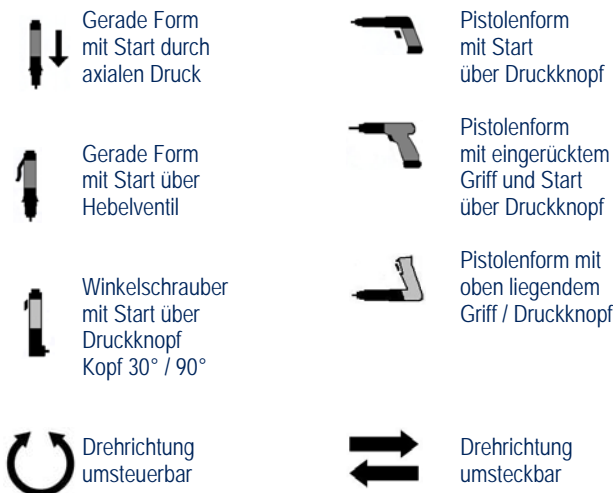 Gerade Form
mit Start durch
axialen Druck
Gerade Form
mit Start über
Hebelventil
Winkelschrauber
mit Start über
Druckknopf
Kopf 30° / 90°
Drehrichtung
umsteuerbar
Pistolenform
mit Start
über Druckknopf
Pistolenform
mit eingerücktem
Griff und Start
über Druckknopf
Pistolenform mit
oben liegendem
Griff / Druckknopf
Drehrichtung
umsteckbar